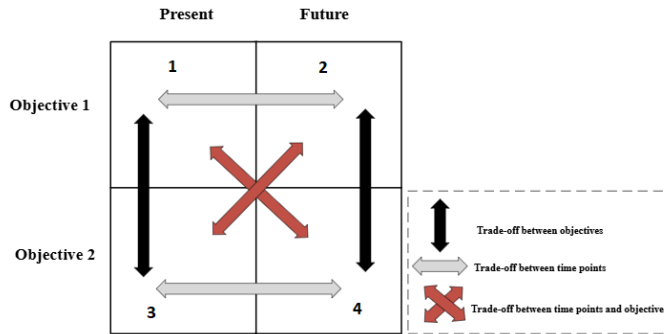 Present Future
1 2
Objective 1
Objective 2
3 4
Trade-off between objectives
Trade-off between time points
Trade-off between time points and objective